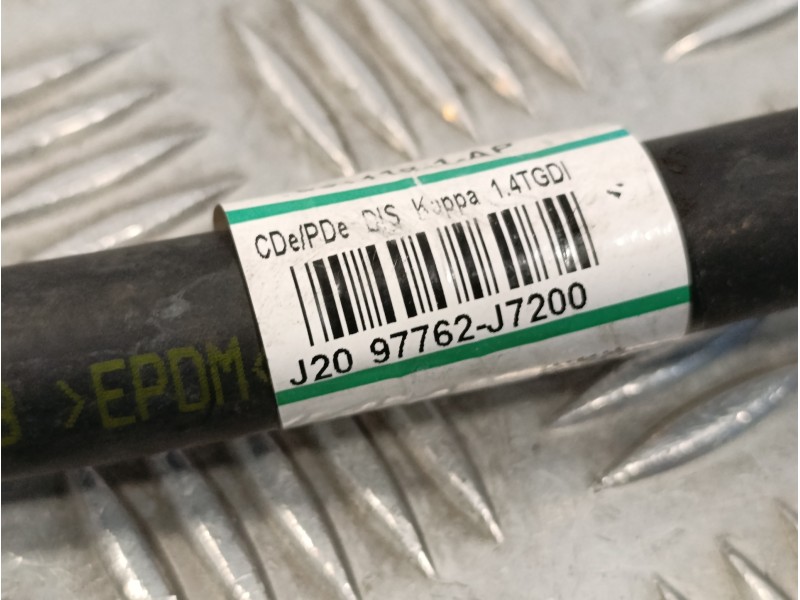 CDe/PDe DIS Kappa 1.4TGDI
J20 97762-J7200
>EPDM<